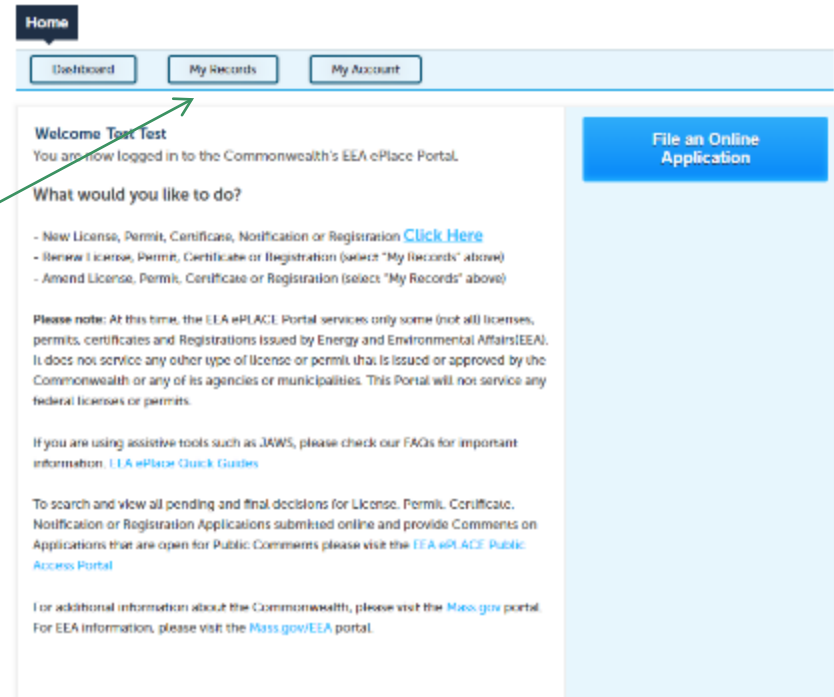 Home
Dashboard My Records My Account
Welcome Test Test
You are now logged in to the Commonwealth's EEA ePlace Portal.
File an Online
Application
What would you like to do?
- New License, Permit, Certificate, Notification or Registration Click Here
- Renew License, Permit, Certificate or Registration (select "My Records" above)
- Amend License, Permit, Certificate or Registration (select "My Records" above)
Please note: At this time, the EEA ePLACE Portal services only some (not all) licenses,
permits, certificates and Registrations issued by Energy and Environmental Affairs(EEA).
It does not service any other type of license or permit that is issued or approved by the
Commonwealth or any of its agencies or municipalities. This Portal will not service any
federal licenses or permits.
If you are using assistive tools such as JAWS, please check our FAQs for important
information. EEA ePlace Quick Guides
To search and view all pending and final decisions for License, Permit, Certificate,
Notification or Registration Applications submitted online and provide Comments on
Applications that are open for Public Comments please visit the EEA ePLACE Public
Access Portal
For additional information about the Commonwealth, please visit the Mass.gov portal.
For EEA information, please visit the Mass.gov/EEA portal.